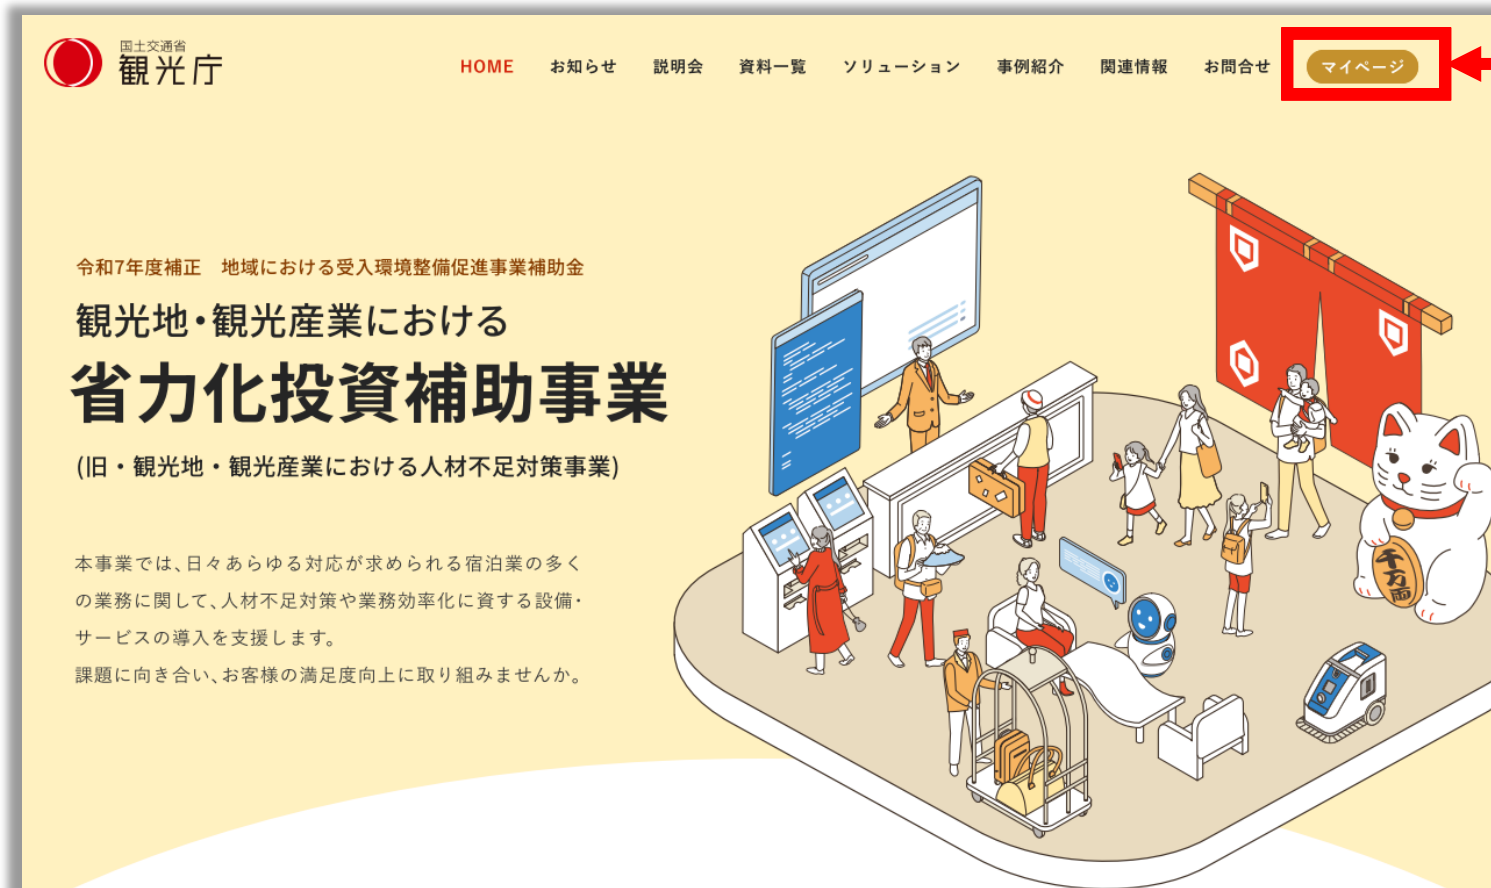 国土交通省
観光庁
HOME お知らせ 説明会 資料一覧 ソリューション 事例紹介 関連情報 お問合せ マイページ
令和7年度補正 地域における受入環境整備促進事業補助金
観光地・観光産業における
省力化投資補助事業
(旧・観光地・観光産業における人材不足対策事業)
本事業では、日々あらゆる対応が求められる宿泊業の多く
の業務に関して、人材不足対策や業務効率化に資する設備・
サービスの導入を支援します。
課題に向き合い、お客様の満足度向上に取り組みませんか。
千万両